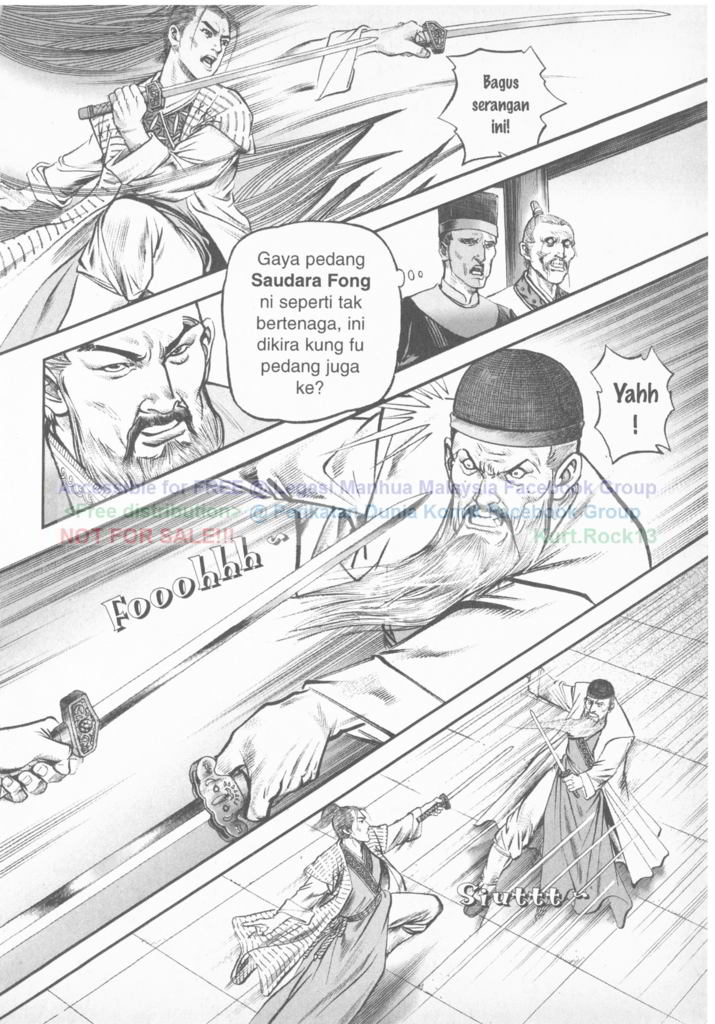 Bagus
serangan
ini!
Gaya pedang
Saudara Fong
ni seperti tak
bertenaga, ini
dikira kung fu
pedang juga
ke?
Yahh
!
Accessible for FREE @ Legasi Manhua Malaysia Facebook Group
<Free distribution> @ Pe
Dunia Komik Facebook Group
NOT FOR SALE!!!
Kurt.Rock13
Fooohhh~
Siuttt~